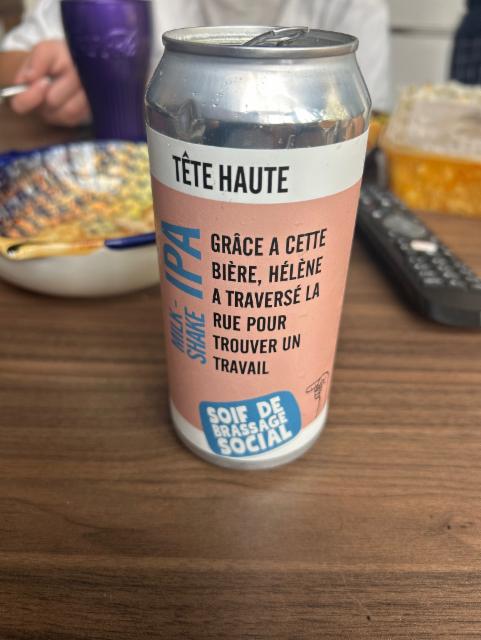 TÊTE HAUTE
MILK-
SHAKE
IPA
GRÂCE A CETTE
BIÈRE, HÉLÈNE
A TRAVERSÉ LA
RUE POUR
TROUVER UN
TRAVAIL
SOIF DE
BRASSAGE
SOCIAL